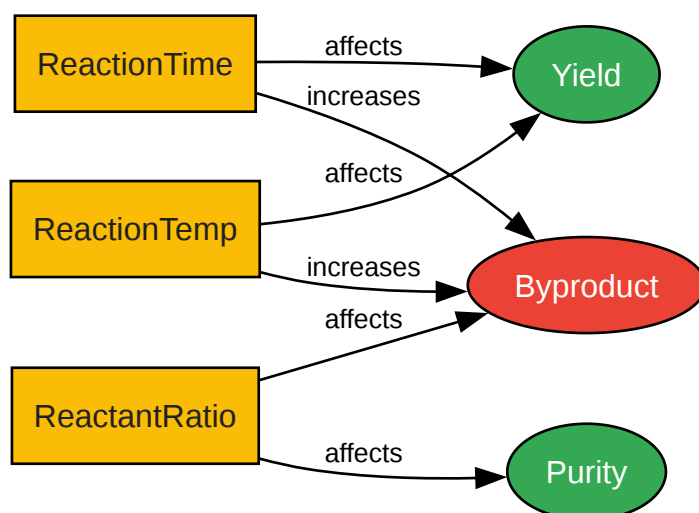 ReactionTime
affects
Yield
increases
affects
ReactionTemp
increases
Byproduct
affects
ReactantRatio
affects
Purity